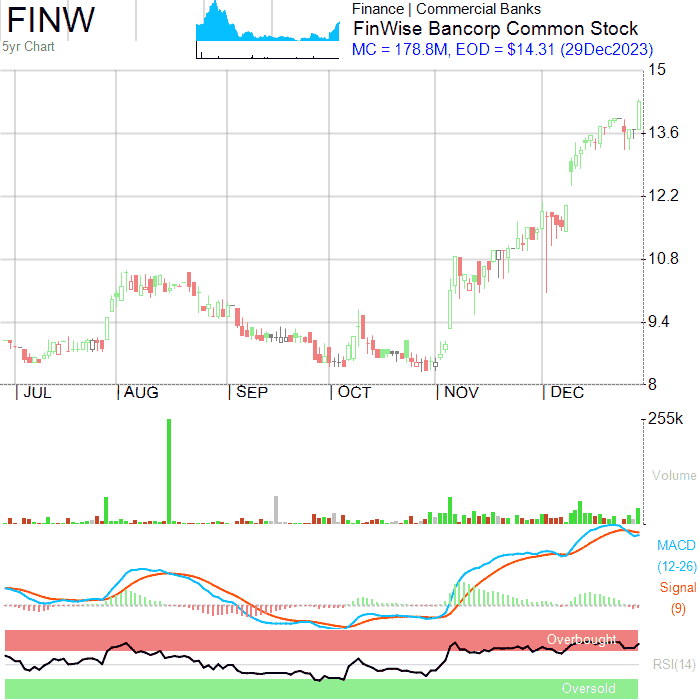 FINW
5yr Chart
Finance | Commercial Banks
FinWise Bancorp Common Stock
MC = 178.8M, EOD = $14.31 (29Dec2023)
15
13.6
12.2
10.8
9.4
8
JUL AUG SEP OCT NOV DEC
255k
Volume
MACD
(12-26)
Signal
(9)
Overbought
RSI(14)
Oversold